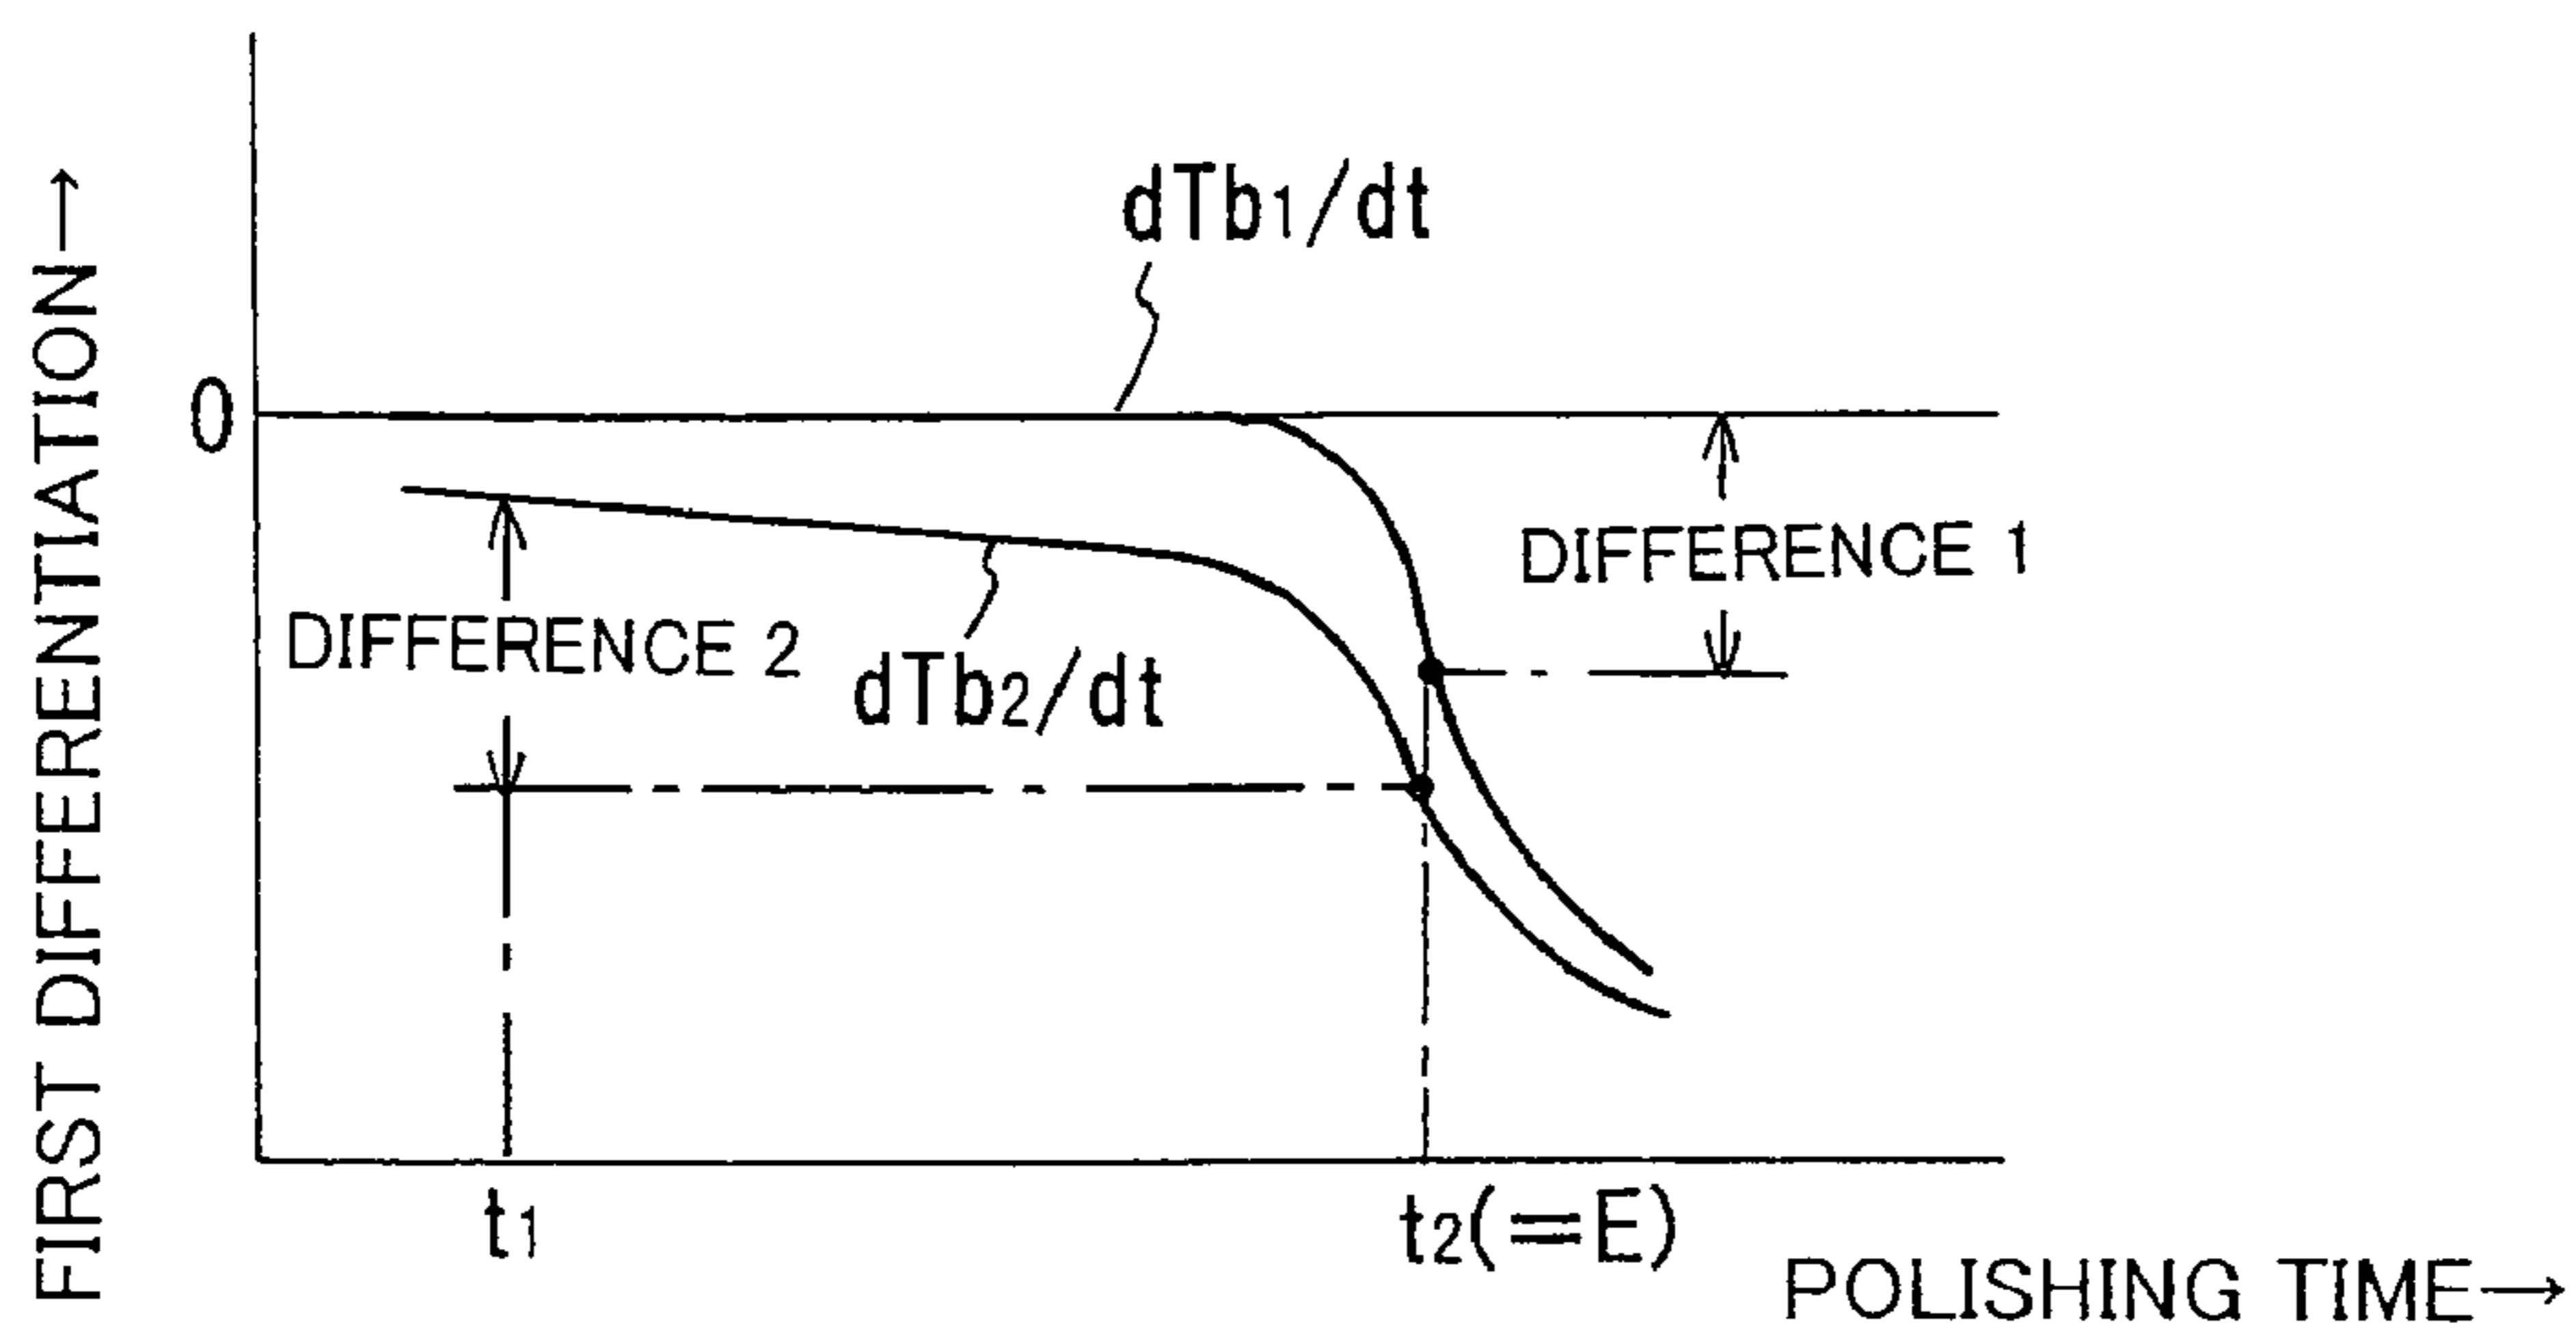 FIRST DIFFERENTIATION→
dTb1/dt
0
DIFFERENCE 1
DIFFERENCE 2
dTb2/dt
t1
t2(=E)
POLISHING TIME→